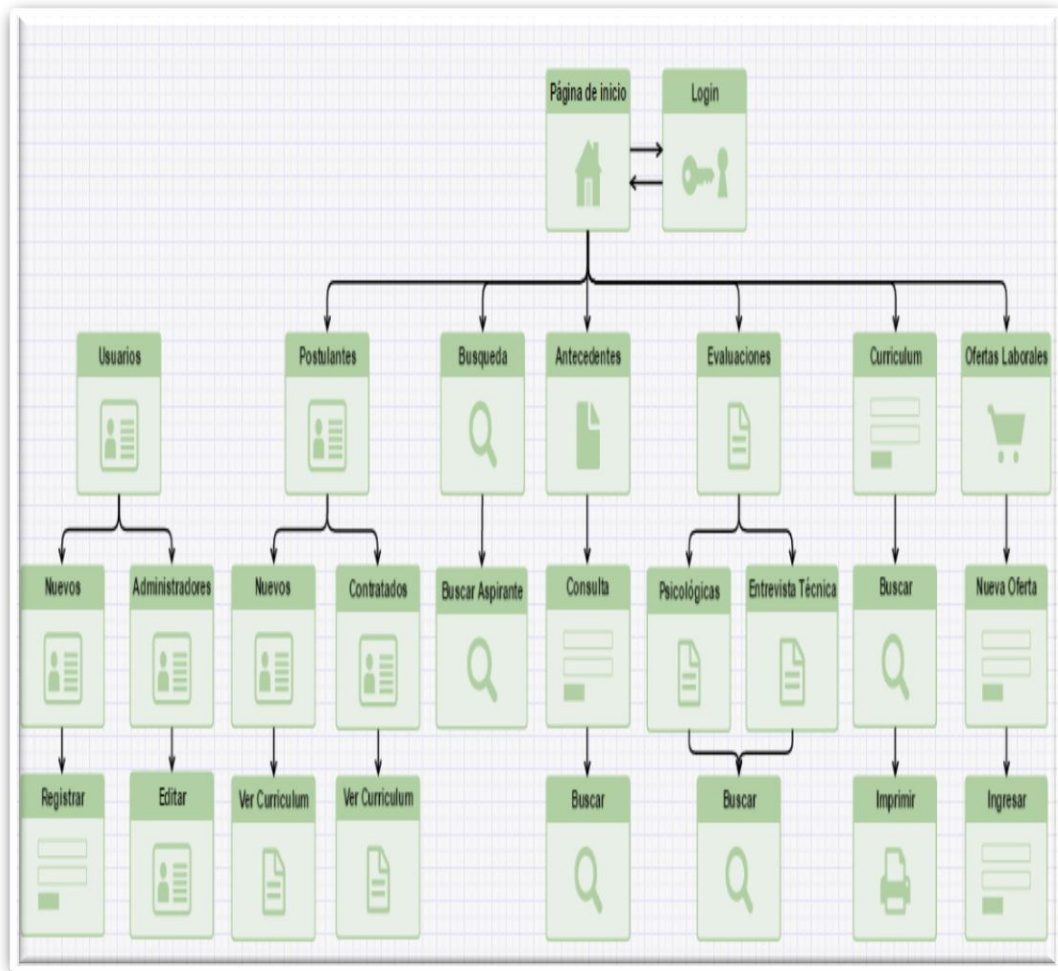 Página de inicio
Login
Usuarios
Postulantes
Busqueda
Antecedentes
Evaluaciones
Curriculum
Ofertas Laborales
Nuevos
Administradores
Nuevos
Contratados
Buscar Aspirante
Consulta
Psicológicas
Entrevista Técnica
Buscar
Nueva Oferta
Registrar
Editar
Ver Curriculum
Ver Curriculum
Buscar
Buscar
Imprimir
Ingresar